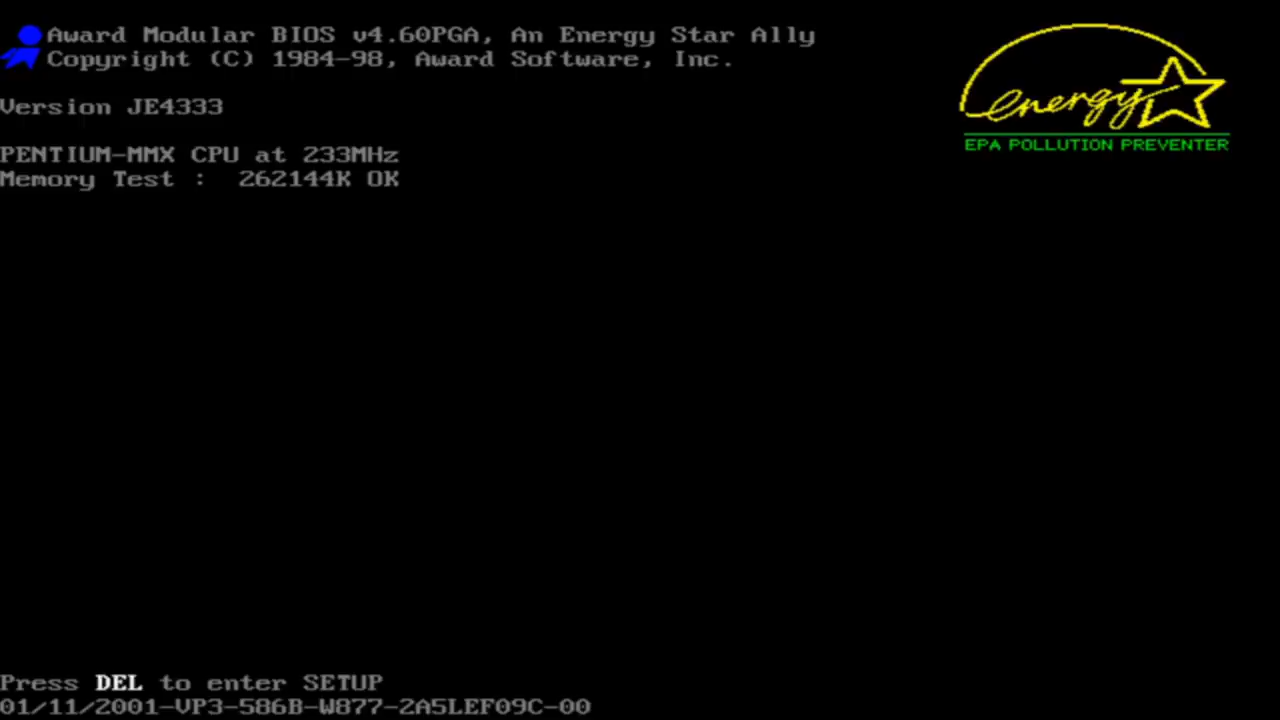 Award Modular BIOS v4.60PGA, An Energy Star Ally
Copyright (C) 1984-98, Award Software, Inc.
energy
EPA POLLUTION PREVENTER
Version JE4333
PENTIUM-MMX CPU at 233MHz
Memory Test :  262144K OK
Press DEL to enter SETUP
01/11/2001-VP3-586B-W877-2A5LEF09C-00